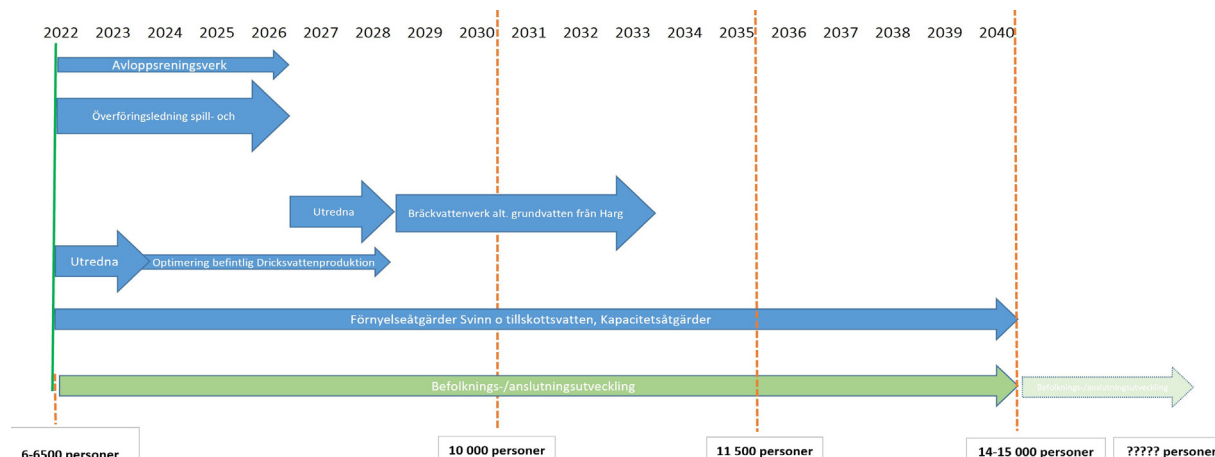 2022 2023 2024 2025 2026 2027 2028 2029 2030 2031 2032 2033 2034 2035 2036 2037 2038 2039 2040
Avloppsreningsverk
Överföringsledning spill- och
Utredna
Bräckvattenverk alt. grundvatten från Harg
Utredna
Optimering befintlig Dricksvattenproduktion
Förnyelseåtgärder Svinn o tillskottsvatten, Kapacitetsåtgärder
Befolknings-/anslutningsutveckling
Befolknings-/anslutningsutveckling
6-6500 personer
10 000 personer
11 500 personer
14-15 000 personer
????? personer